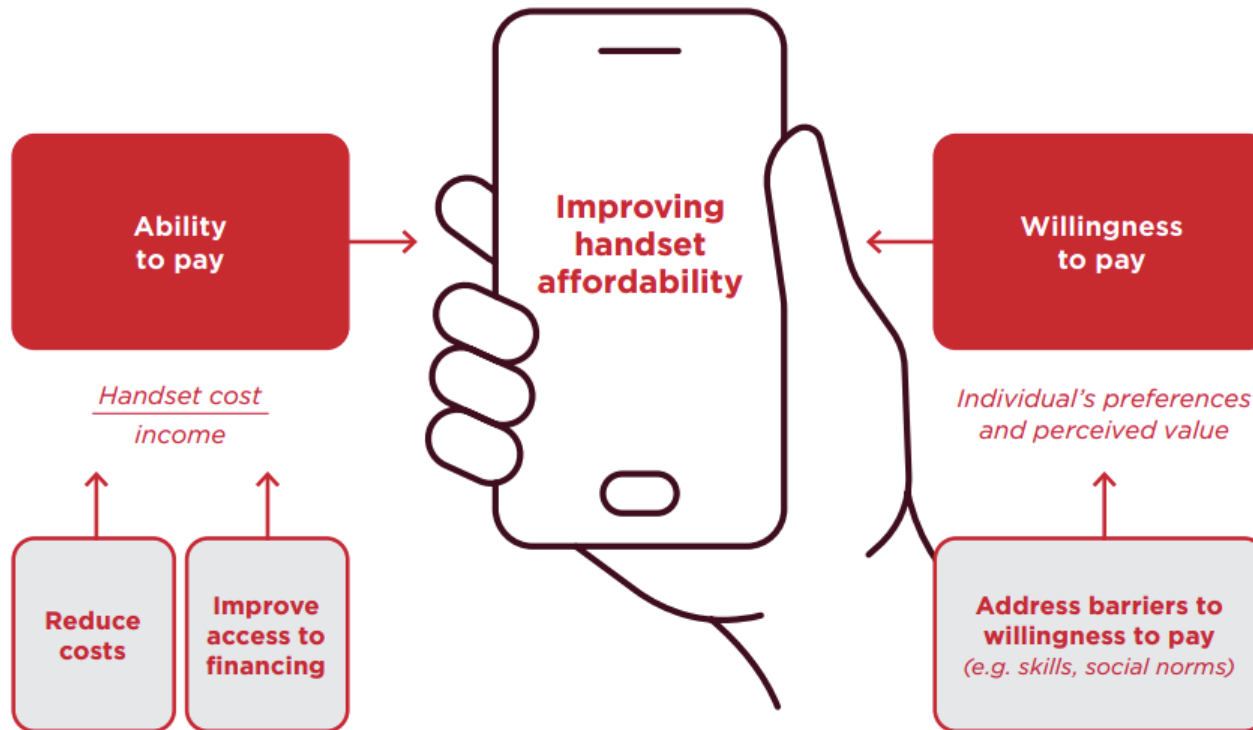 Ability
to pay
Handset cost
income
Reduce
costs
Improve
access to
financing
Improving
handset
affordability
Willingness
to pay
Individual’s preferences
and perceived value
Address barriers to
willingness to pay
(e.g. skills, social norms)